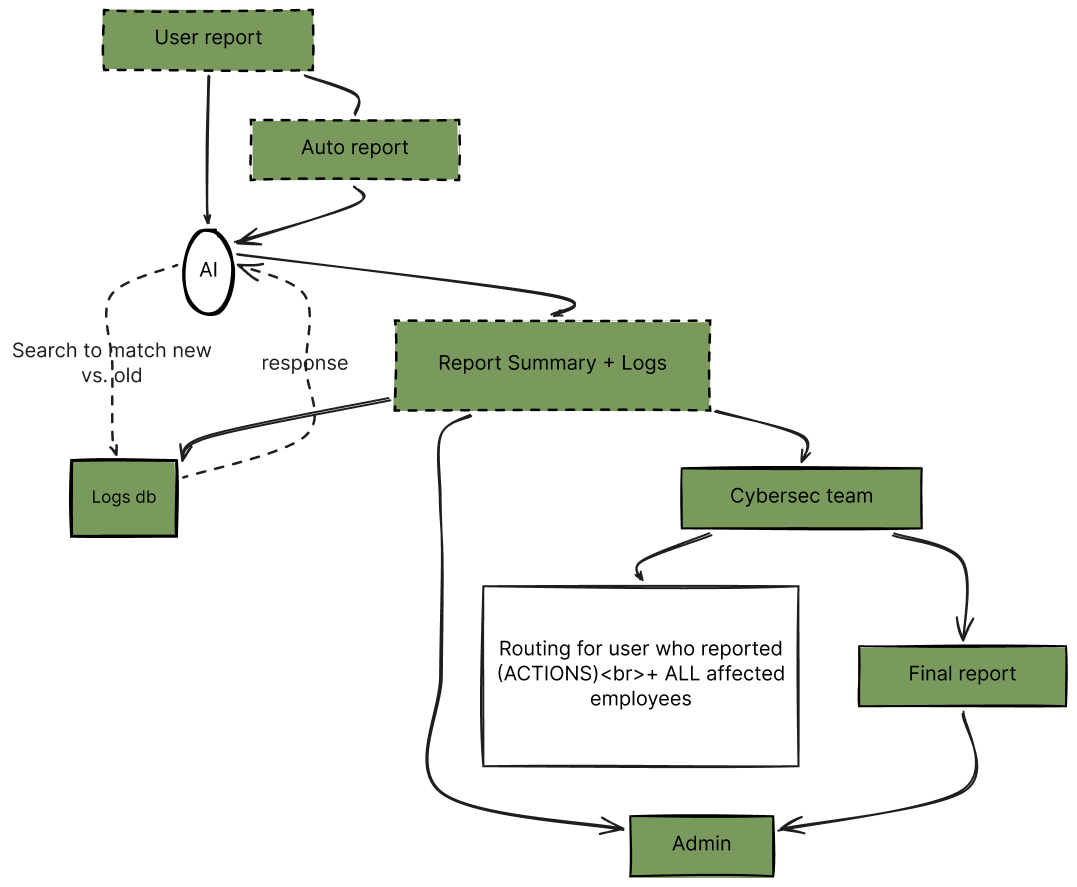 User report
Auto report
AI
Search to match new
vs. old
response
Report Summary + Logs
Logs db
Cybersec team
Routing for user who reported
(ACTIONS)<br>+ ALL affected
employees
Final report
Admin